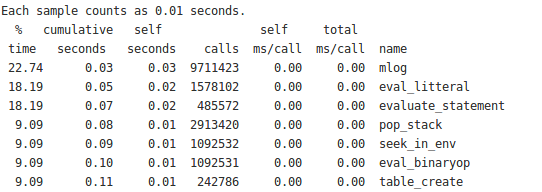 Each sample counts as 0.01 seconds.
  %   cumulative   self              self     total
 time   seconds   seconds    calls  ms/call  ms/call  name
 22.74      0.03     0.03  9711423     0.00     0.00  mlog
 18.19      0.05     0.02  1578102     0.00     0.00  eval_litteral
 18.19      0.07     0.02   485572     0.00     0.00  evaluate_statement
  9.09      0.08     0.01  2913420     0.00     0.00  pop_stack
  9.09      0.09     0.01  1092532     0.00     0.00  seek_in_env
  9.09      0.10     0.01  1092531     0.00     0.00  eval_binaryop
  9.09      0.11     0.01   242786     0.00     0.00  table_create